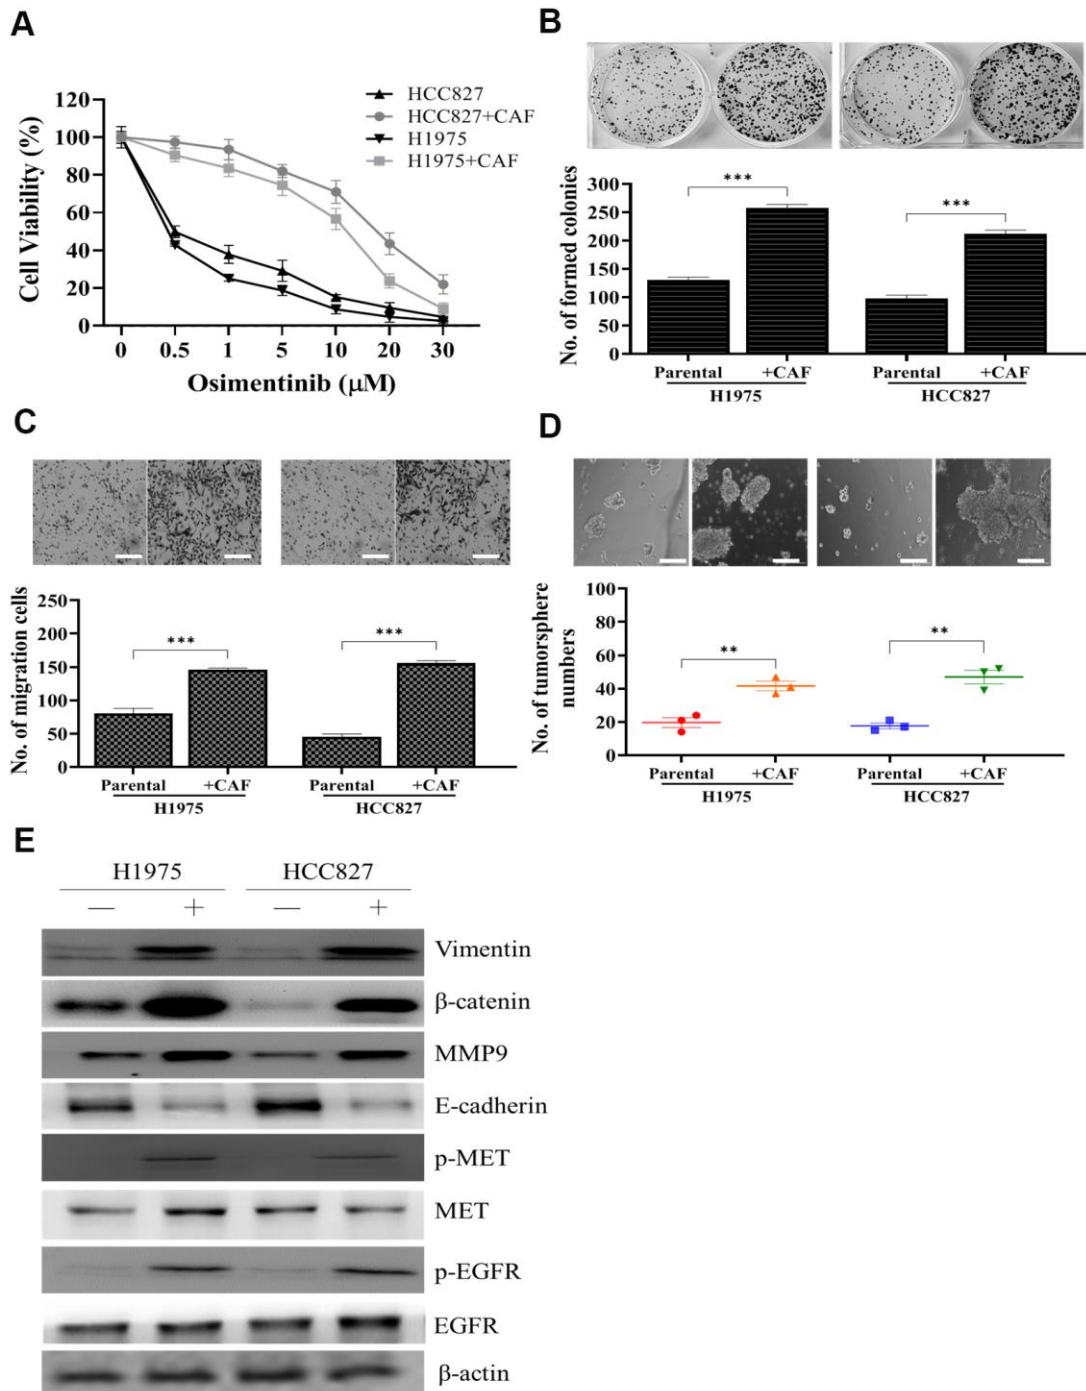 A
120
100
80
60
40
20
0
Cell Viability (%)
HCC827
HCC827+CAF
H1975
H1975+CAF
0 0.5 1 5 10 20 30
Osimentinib (μM)
B
300
250
200
150
100
50
0
No. of formed colonies
*** ***
Parental +CAF Parental +CAF
H1975 HCC827
C
250
200
150
100
50
0
No. of migration cells
*** ***
Parental +CAF Parental +CAF
H1975 HCC827
D
100
80
60
40
20
0
No. of tumorsphere
numbers
** **
Parental +CAF Parental +CAF
H1975 HCC827
E
H1975 HCC827
— + — +
Vimentin
β-catenin
MMP9
E-cadherin
p-MET
MET
p-EGFR
EGFR
β-actin